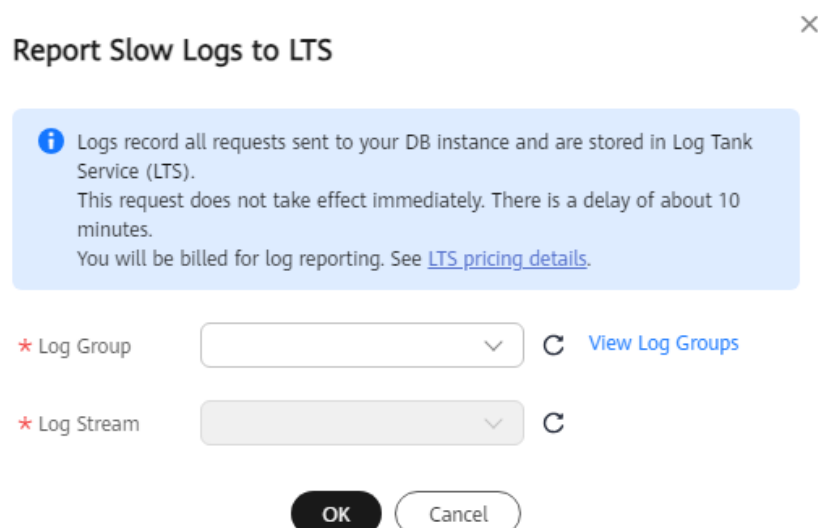 Report Slow Logs to LTS
Logs record all requests sent to your DB instance and are stored in Log Tank
Service (LTS).
This request does not take effect immediately. There is a delay of about 10
minutes.
You will be billed for log reporting. See LTS pricing details.
* Log Group View Log Groups
* Log Stream
OK Cancel